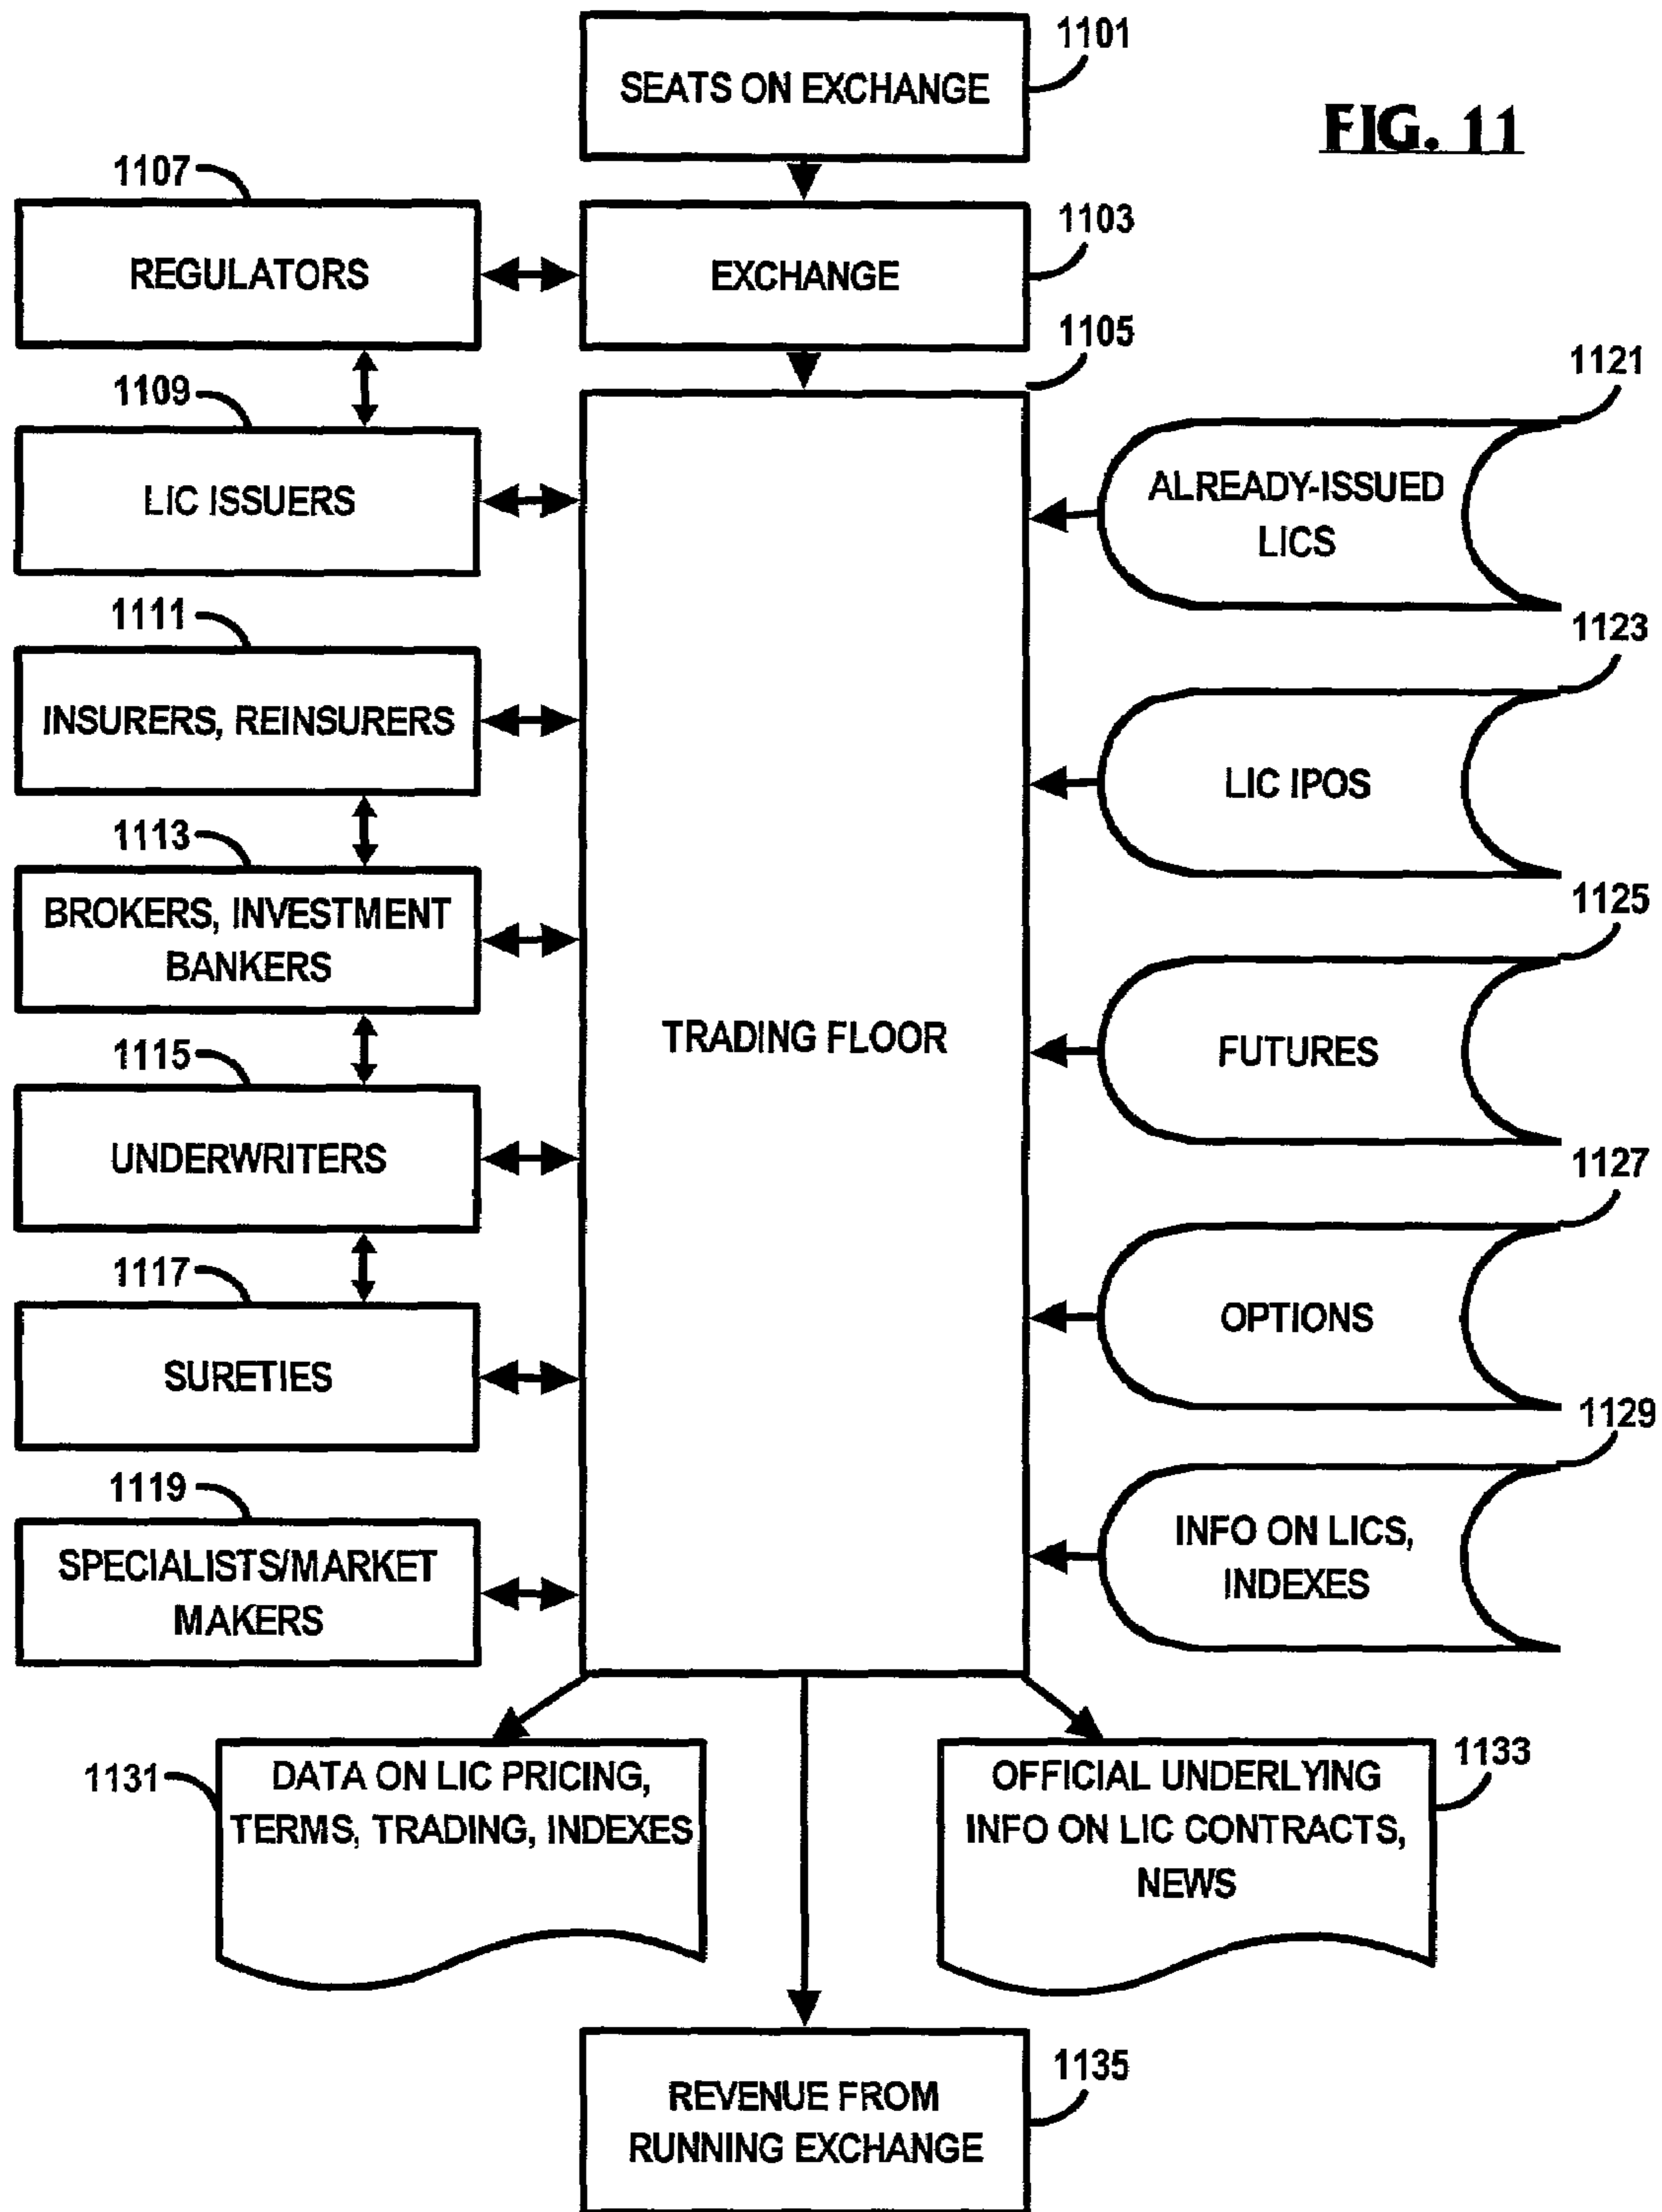 1101
SEATS ON EXCHANGE
FIG. 11
1107
1103
REGULATORS
EXCHANGE
1105
1109
1121
LIC ISSUERS
ALREADY-ISSUED
LICS
1111
1123
INSURERS, REINSURERS
LIC IPOS
1113
1125
BROKERS, INVESTMENT
BANKERS
TRADING FLOOR
FUTURES
1115
1127
UNDERWRITERS
1117
OPTIONS
SURETIES
1129
1119
INFO ON LICS,
INDEXES
SPECIALISTS/MARKET
MAKERS
1131
DATA ON LIC PRICING,
TERMS, TRADING, INDEXES
1133
OFFICIAL UNDERLYING
INFO ON LIC CONTRACTS,
NEWS
1135
REVENUE FROM
RUNNING EXCHANGE